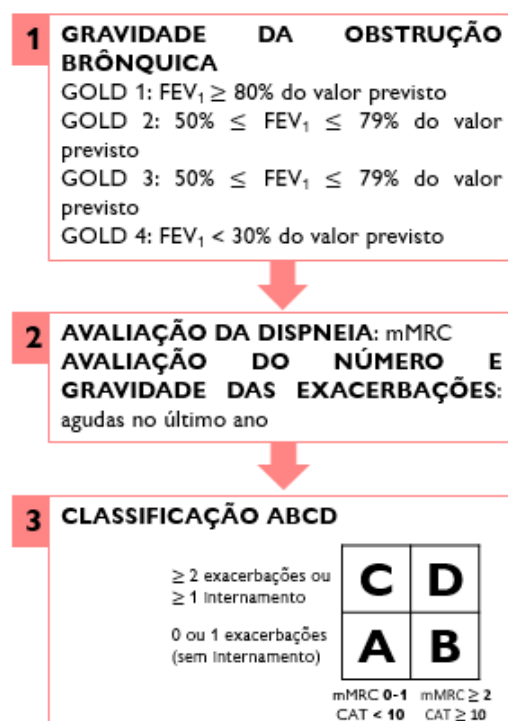 1
GRAVIDADE DA OBSTRUÇÃO
BRÔNQUICA
GOLD 1: FEV₁ ≥ 80% do valor previsto
GOLD 2: 50% ≤ FEV₁ ≤ 79% do valor
previsto
GOLD 3: 50% ≤ FEV₁ ≤ 79% do valor
previsto
GOLD 4: FEV₁ < 30% do valor previsto
2
AVALIAÇÃO DA DISPNEIA: mMRC
AVALIAÇÃO DO NÚMERO E
GRAVIDADE DAS EXACERBAÇÕES:
agudas no último ano
3
CLASSIFICAÇÃO ABCD
≥ 2 exacerbações ou
≥ 1 Internamento
C D
0 ou 1 exacerbações
(sem Internamento)
A B
mMRC 0-1 mMRC ≥ 2
CAT < 10 CAT ≥ 10